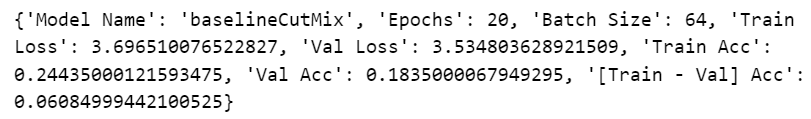 {'Model Name': 'baselineCutMix', 'Epochs': 20, 'Batch Size': 64, 'Train
Loss': 3.696510076522827, 'Val Loss': 3.534803628921509, 'Train Acc':
0.24435000121593475, 'Val Acc': 0.1835000067949295, '[Train - Val] Acc':
0.06084999442100525}